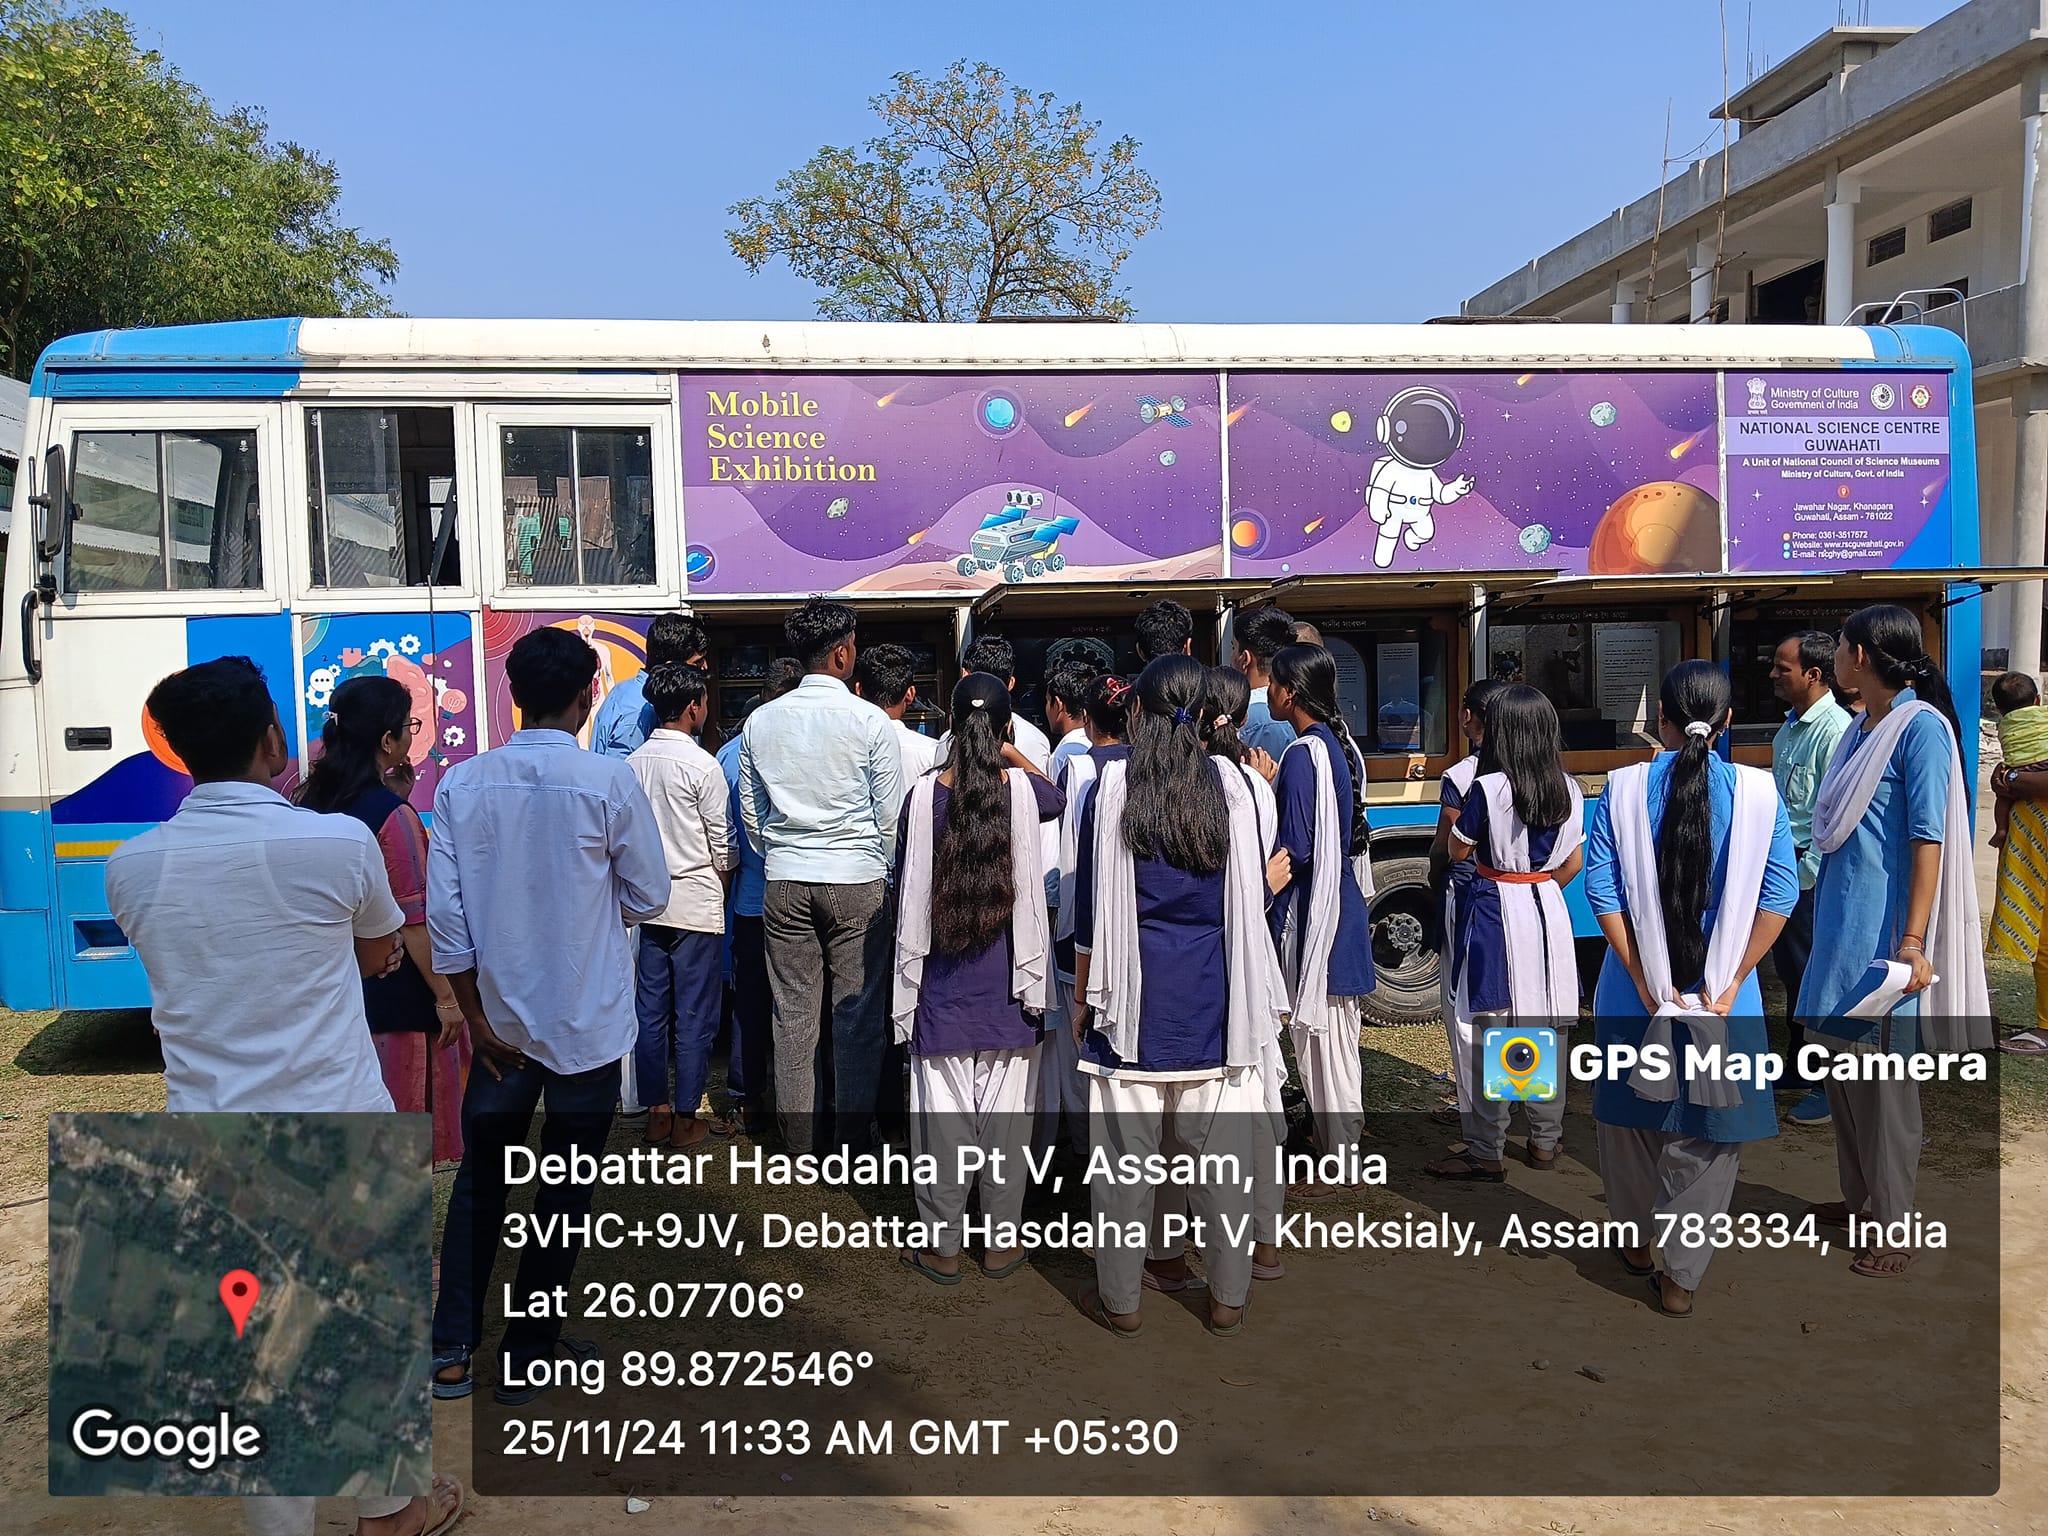 Mobile
Science
Exhibition
Ministry of Culture
Government of India
NATIONAL SCIENCE CENTRE
GUWAHATI
A Unit of National Council of Science Museums
Ministry of Culture, Govt. of India
Jawahar Nagar, Khanapara
Guwahati, Assam - 781022
Phone: 0361-3517572
Website: www.rscguwahati.gov.in
E-mail: rscghy@gmail.com
পানীৰ সংৰক্ষণ
GPS Map Camera
Debattar Hasdaha Pt V, Assam, India
3VHC+9JV, Debattar Hasdaha Pt V, Kheksialy, Assam 783334, India
Lat 26.07706°
Long 89.872546°
25/11/24 11:33 AM GMT +05:30
Google